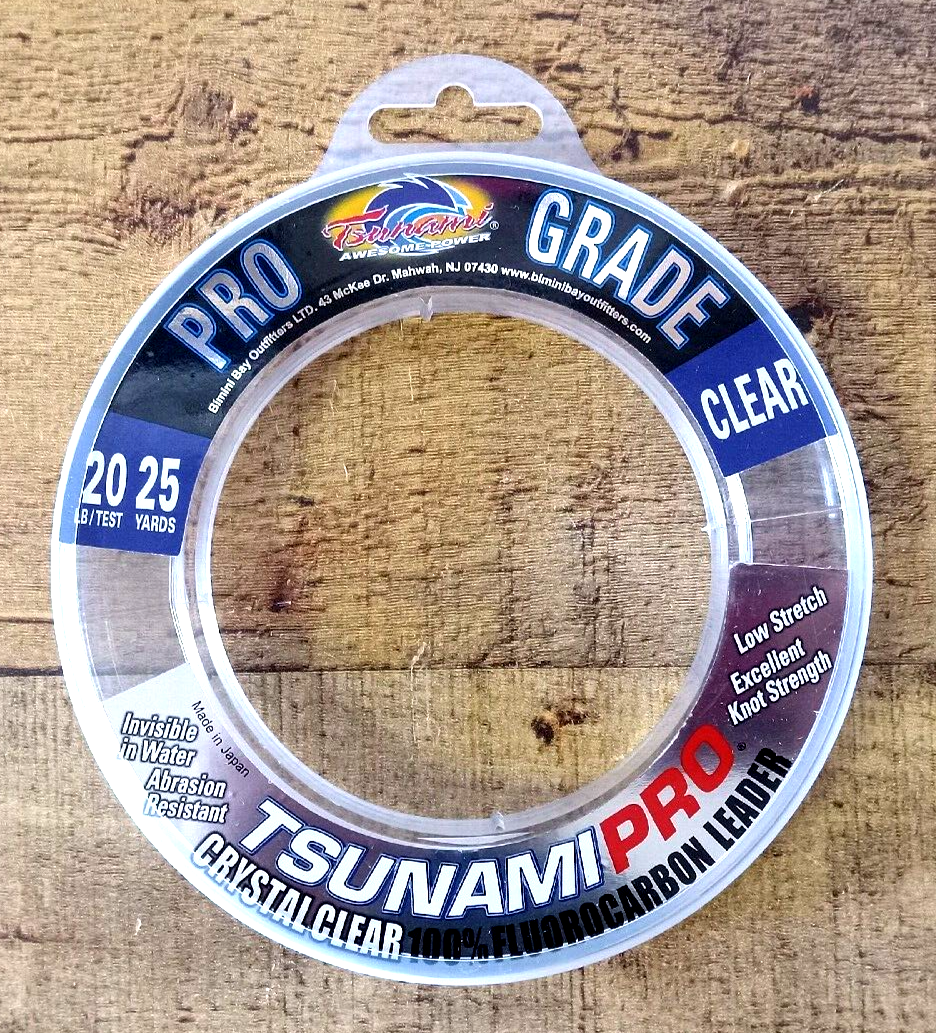 PRO GRADE
Tsunami®
AWESOME POWER
Bimini Bay Outfitters LTD. 43 McKee Dr. Mahwah, NJ 07430 www.biminibayoutfitters.com
CLEAR
20 25
LB/TEST YARDS
Low Stretch
Excellent
Knot Strength
Invisible
in Water
Abrasion
Resistant
Made in Japan
TSUNAMI PRO®
CRYSTAL CLEAR 100% FLUOROCARBON LEADER